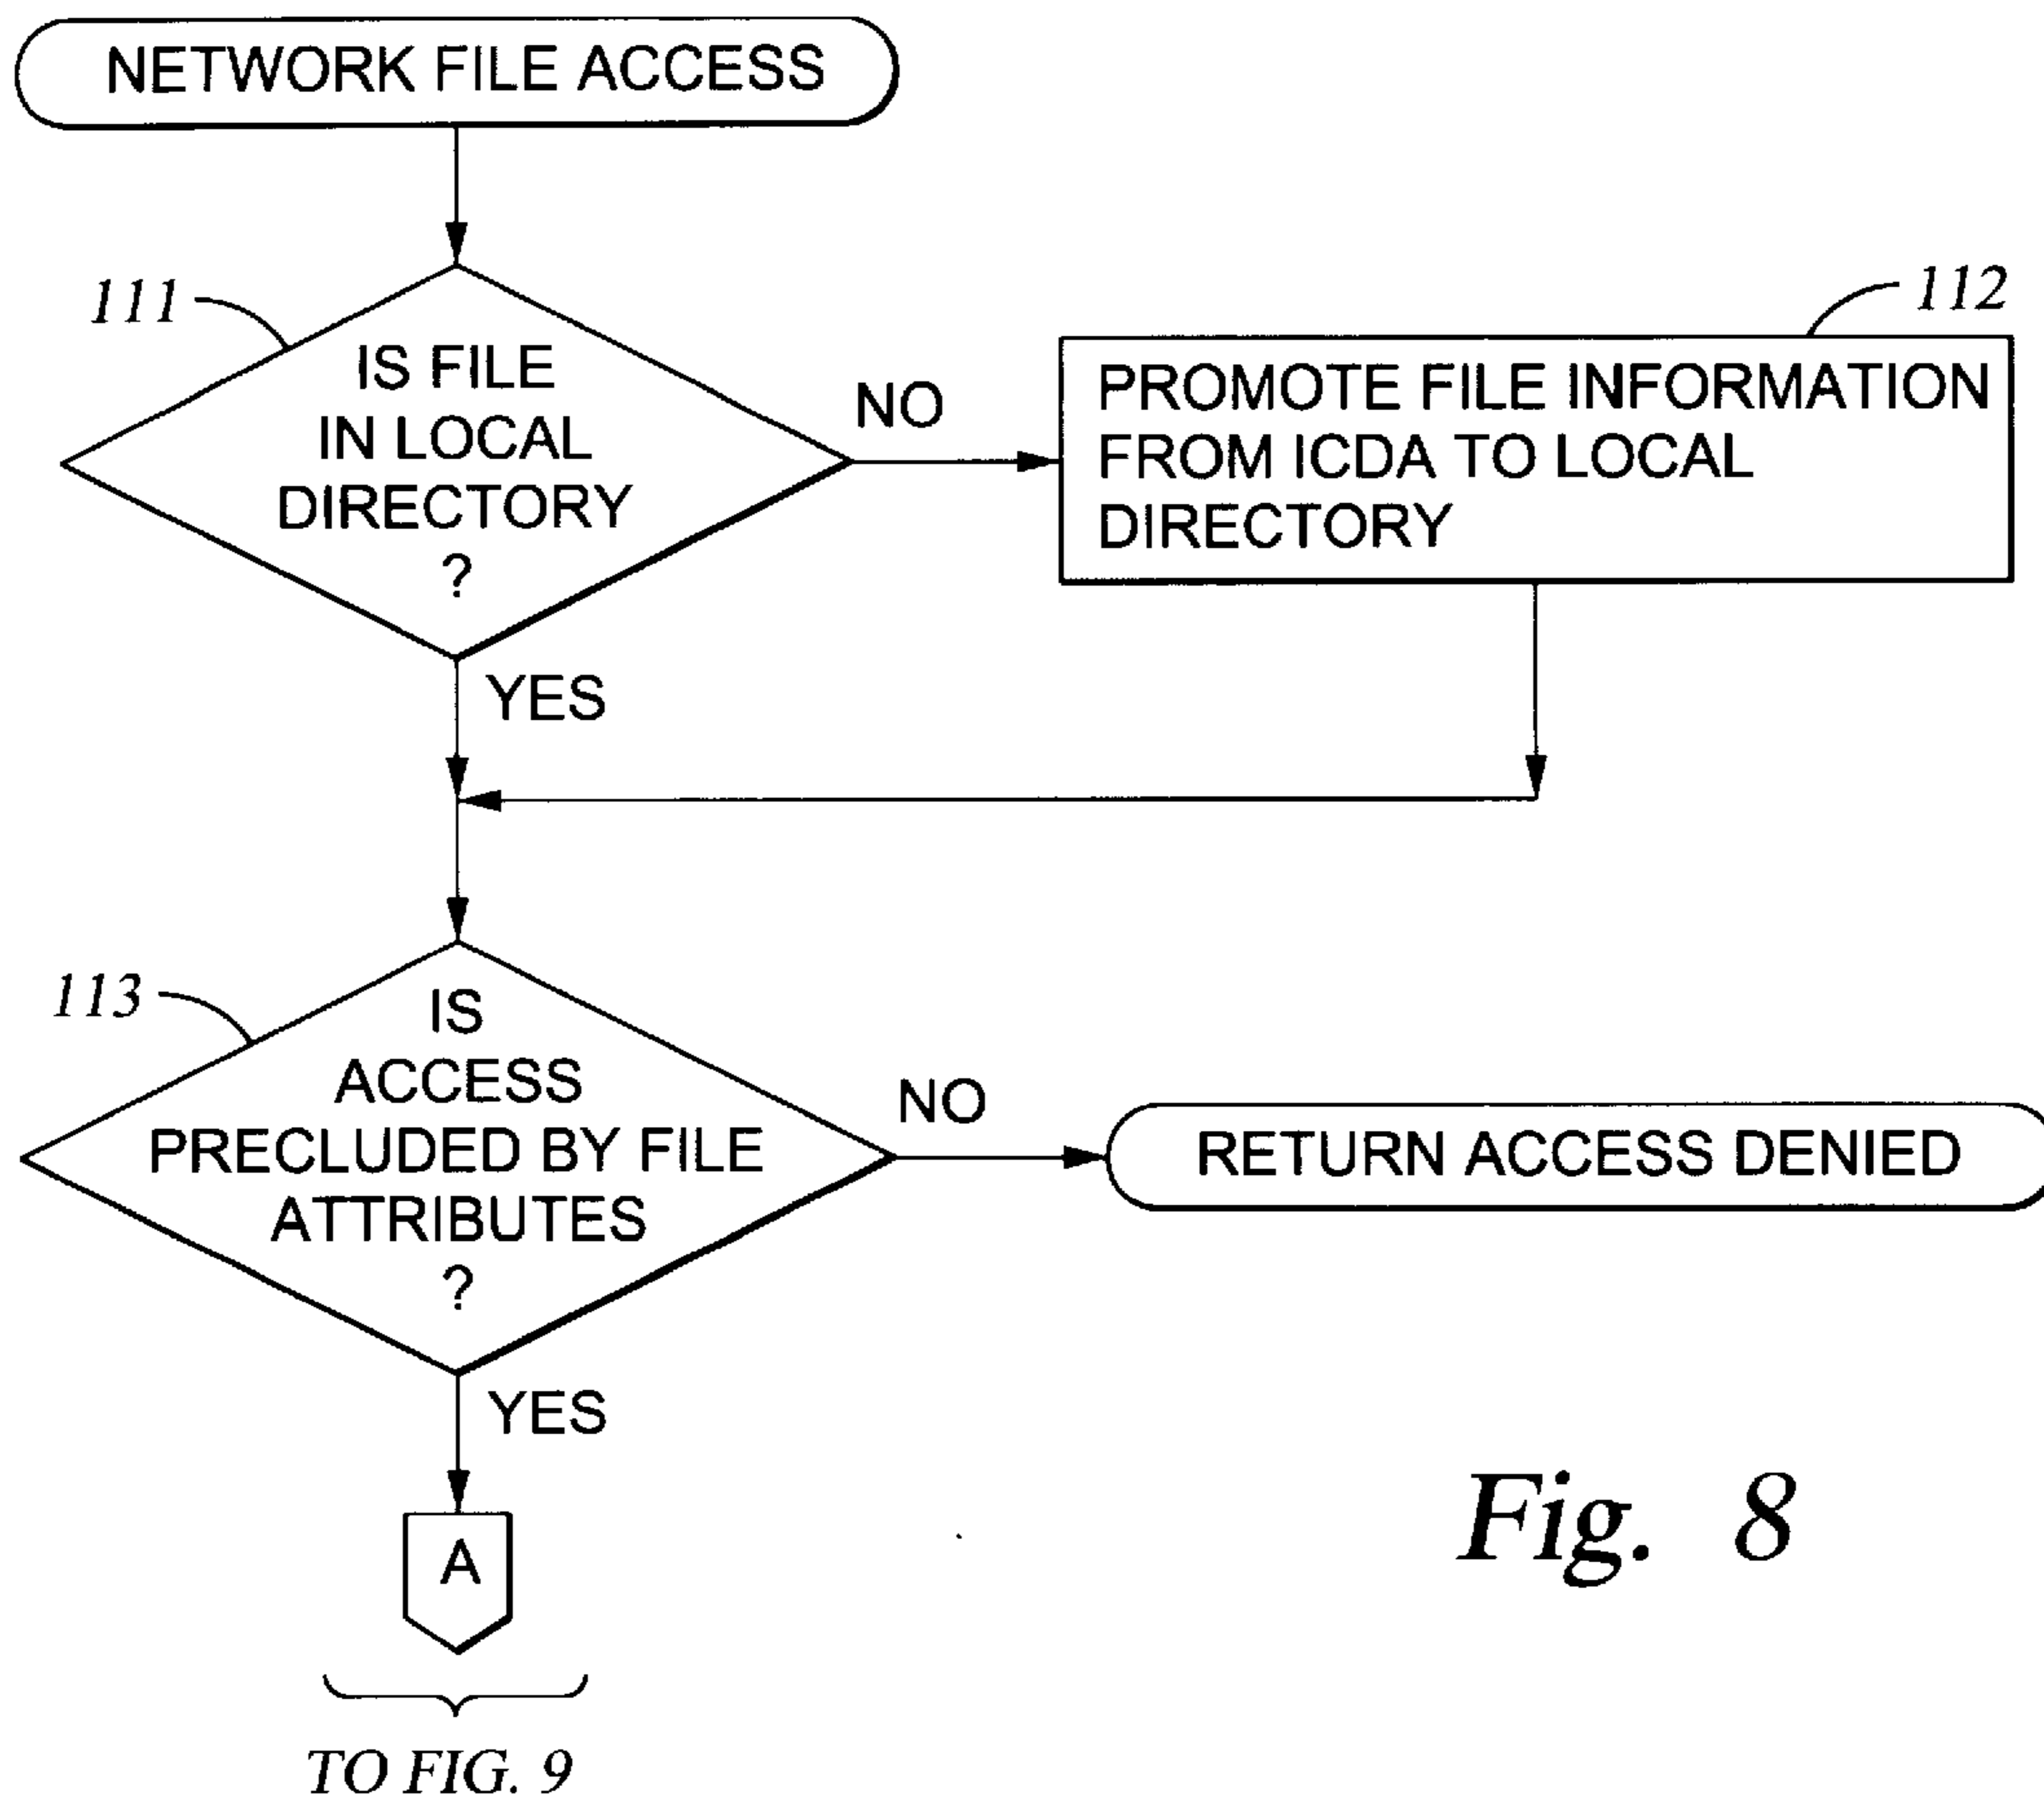 NETWORK FILE ACCESS
111
IS FILE
IN LOCAL
DIRECTORY
?
NO
112
PROMOTE FILE INFORMATION
FROM ICDA TO LOCAL
DIRECTORY
YES
113
IS
ACCESS
PRECLUDED BY FILE
ATTRIBUTES
?
NO
RETURN ACCESS DENIED
YES
A
TO FIG. 9
Fig. 8